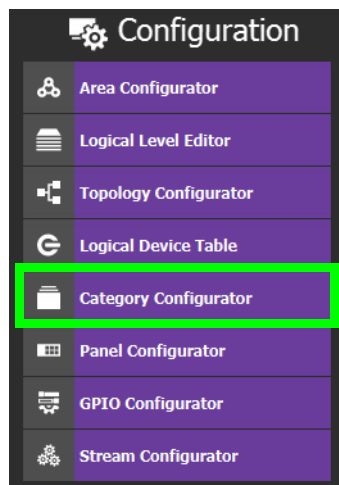 Configuration
Area Configurator
Logical Level Editor
Topology Configurator
Logical Device Table
Category Configurator
Panel Configurator
GPIO Configurator
Stream Configurator